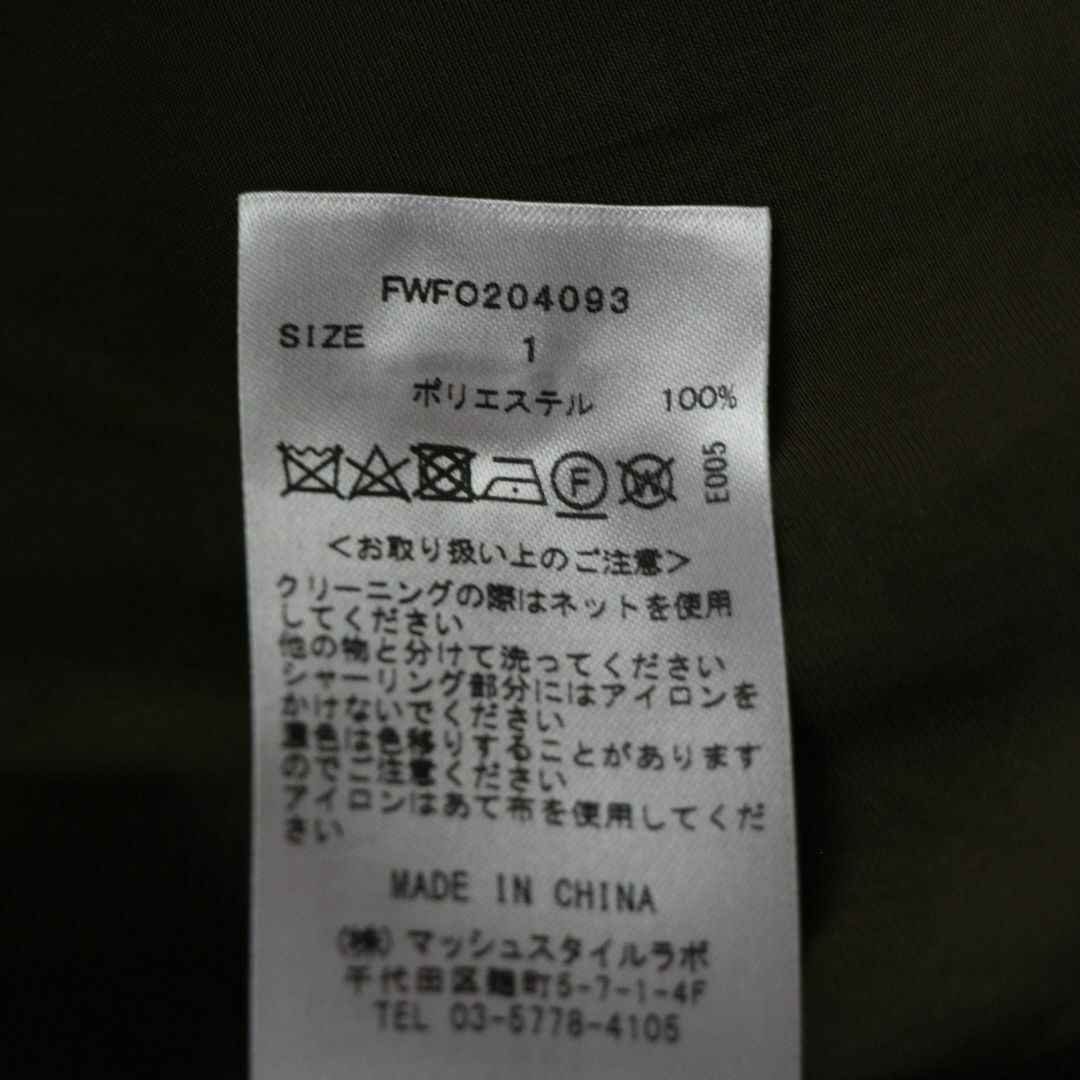 FWFO204093
SIZE 1
ポリエステル 100%
F W E005
<お取り扱い上のご注意>
クリーニングの際はネットを使用
してください
他の物と分けて洗ってください
シャーリング部分にはアイロンを
かけないでください
濃色は色移りすることがあります
のでご注意ください
アイロンはあて布を使用してくだ
さい
MADE IN CHINA
(株)マッシュスタイルラボ
千代田区麹町5-7-1-4F
TEL 03-5778-4105